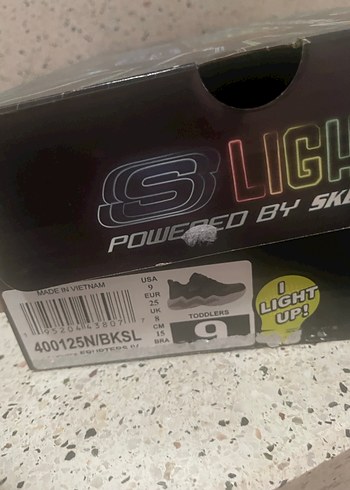 S LIGH
POWERED BY SKE
MADE IN VIETNAM
USA
9
EUR
25
UK
8
CM
15
BRA
TODDLERS
9
I
LIGHT
UP!
400125N/BKSL